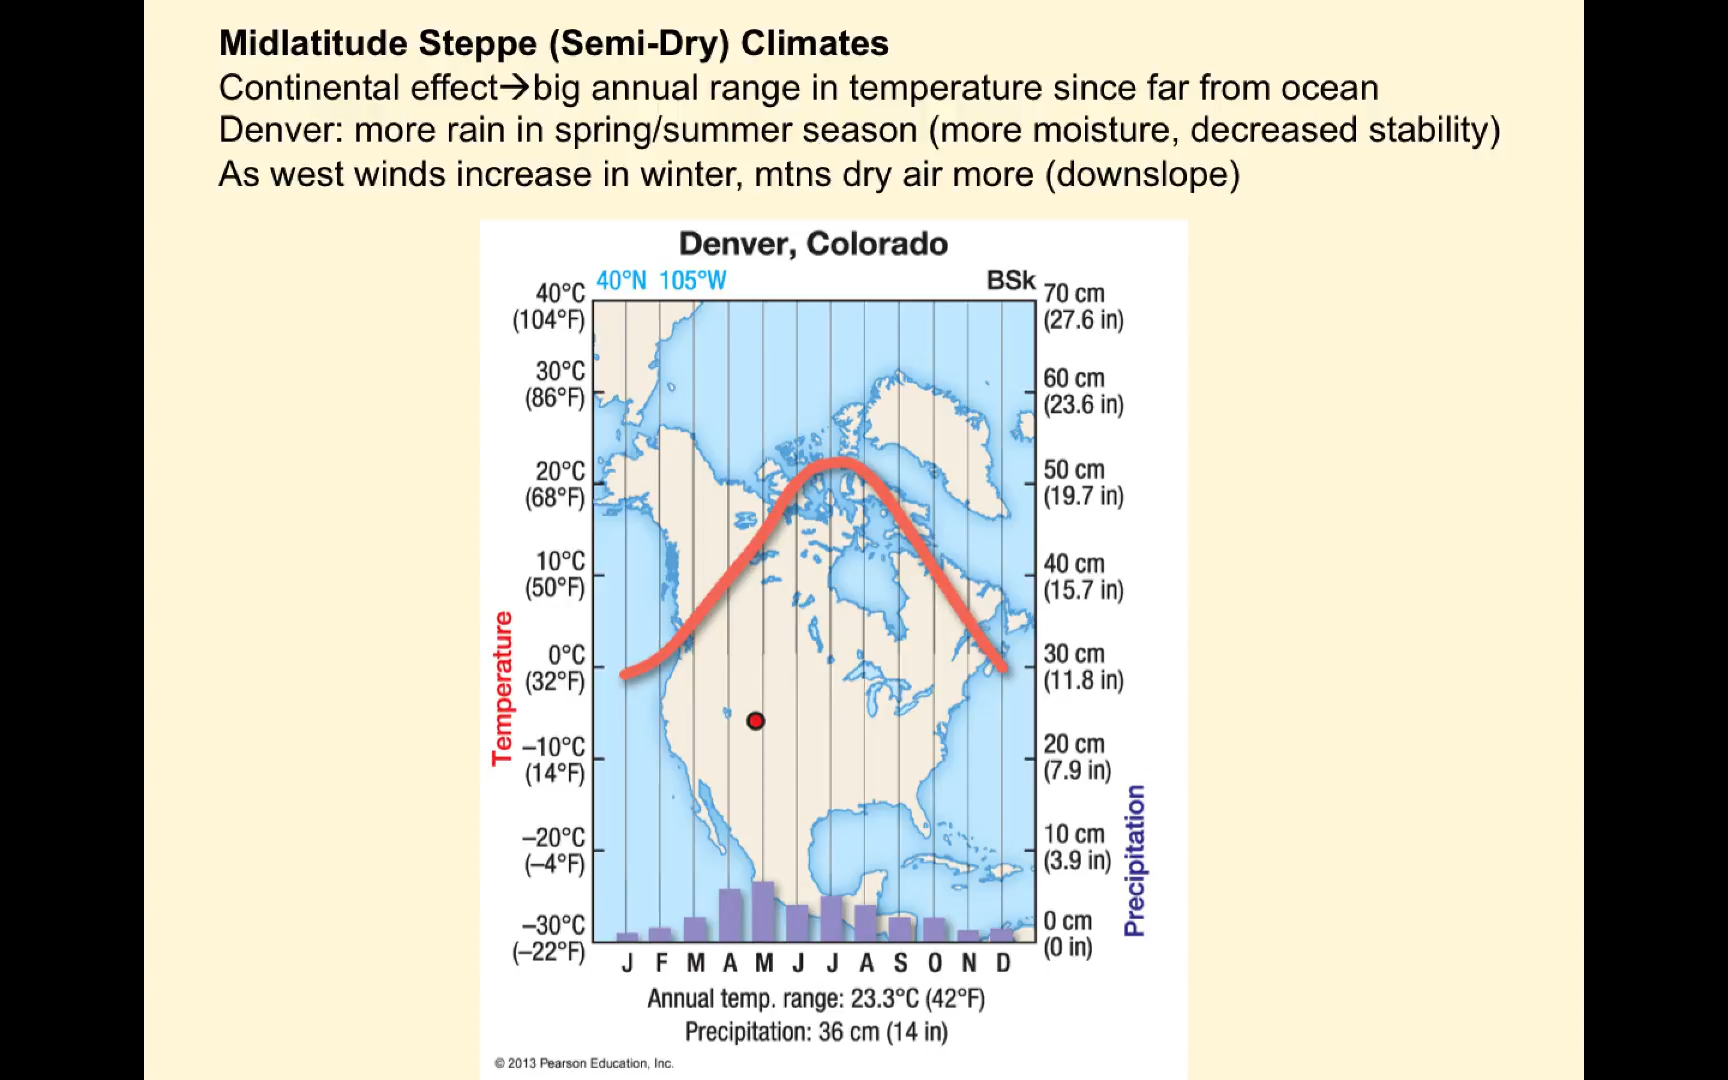 Midlatitude Steppe (Semi-Dry) Climates
Continental effect→big annual range in temperature since far from ocean
Denver: more rain in spring/summer season (more moisture, decreased stability)
As west winds increase in winter, mtns dry air more (downslope)
Denver, Colorado
40°N 105°W
BSk
40°C
(104°F)
30°C
(86°F)
20°C
(68°F)
10°C
(50°F)
0°C
(32°F)
–10°C
(14°F)
–20°C
(–4°F)
–30°C
(–22°F)
Temperature
70 cm
(27.6 in)
60 cm
(23.6 in)
50 cm
(19.7 in)
40 cm
(15.7 in)
30 cm
(11.8 in)
20 cm
(7.9 in)
10 cm
(3.9 in)
0 cm
(0 in)
Precipitation
J F M A M J J A S O N D
Annual temp. range: 23.3°C (42°F)
Precipitation: 36 cm (14 in)
© 2013 Pearson Education, Inc.